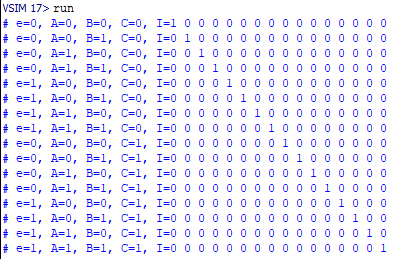 VSIM 17> run
# e=0, A=0, B=0, C=0, I=1 0 0 0 0 0 0 0 0 0 0 0 0 0 0 0
# e=0, A=0, B=1, C=0, I=0 1 0 0 0 0 0 0 0 0 0 0 0 0 0 0
# e=0, A=1, B=0, C=0, I=0 0 1 0 0 0 0 0 0 0 0 0 0 0 0 0
# e=0, A=1, B=1, C=0, I=0 0 0 1 0 0 0 0 0 0 0 0 0 0 0 0
# e=1, A=0, B=0, C=0, I=0 0 0 0 1 0 0 0 0 0 0 0 0 0 0 0
# e=1, A=0, B=1, C=0, I=0 0 0 0 0 1 0 0 0 0 0 0 0 0 0 0
# e=1, A=1, B=0, C=0, I=0 0 0 0 0 0 1 0 0 0 0 0 0 0 0 0
# e=1, A=1, B=1, C=0, I=0 0 0 0 0 0 0 1 0 0 0 0 0 0 0 0
# e=0, A=0, B=0, C=1, I=0 0 0 0 0 0 0 0 1 0 0 0 0 0 0 0
# e=0, A=0, B=1, C=1, I=0 0 0 0 0 0 0 0 0 1 0 0 0 0 0 0
# e=0, A=1, B=0, C=1, I=0 0 0 0 0 0 0 0 0 0 1 0 0 0 0 0
# e=0, A=1, B=1, C=1, I=0 0 0 0 0 0 0 0 0 0 0 1 0 0 0 0
# e=1, A=0, B=0, C=1, I=0 0 0 0 0 0 0 0 0 0 0 0 1 0 0 0
# e=1, A=0, B=1, C=1, I=0 0 0 0 0 0 0 0 0 0 0 0 0 1 0 0
# e=1, A=1, B=0, C=1, I=0 0 0 0 0 0 0 0 0 0 0 0 0 0 1 0
# e=1, A=1, B=1, C=1, I=0 0 0 0 0 0 0 0 0 0 0 0 0 0 0 1